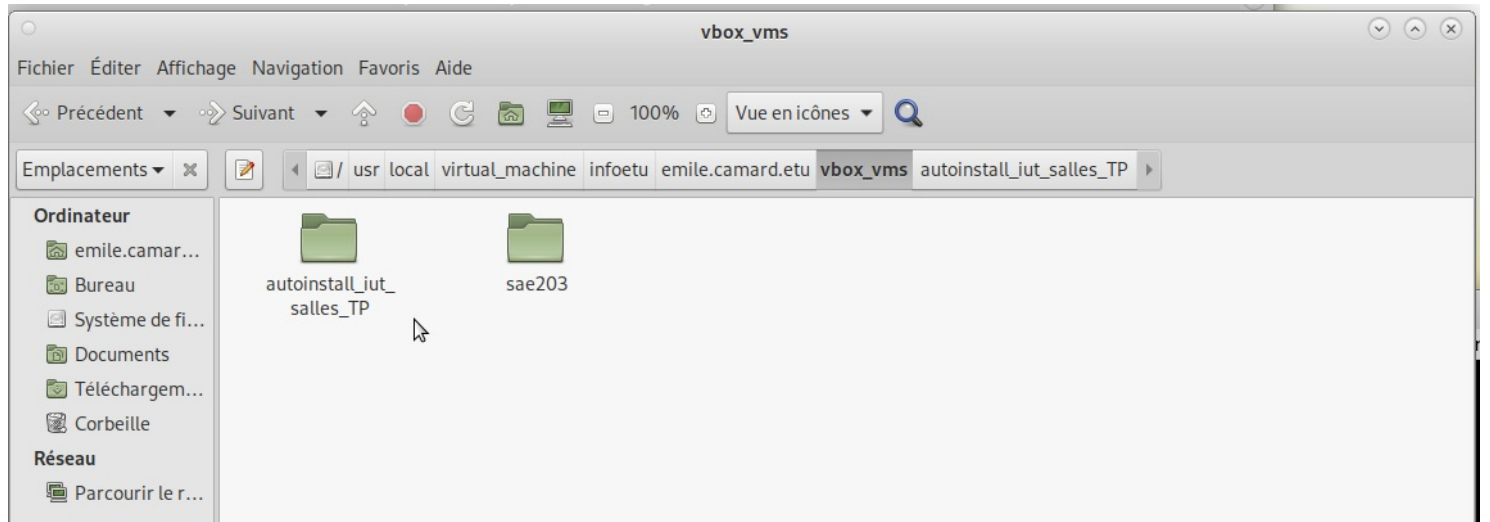 vbox_vms
Fichier Éditer Affichage Navigation Favoris Aide
Précédent Suivant 100% Vue en icônes
Emplacements / usr local virtual_machine infoetu emile.camard.etu vbox_vms autoinstall_iut_salles_TP
Ordinateur
emile.camar...
Bureau
Système de fi...
Documents
Téléchargem...
Corbeille
Réseau
Parcourir le r...
autoinstall_iut_
salles_TP
sae203